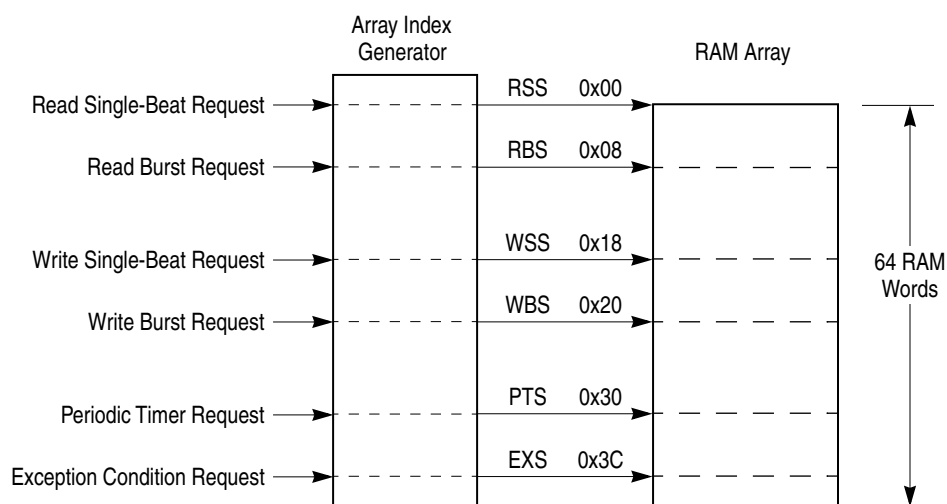 Array Index
Generator
RAM Array
Read Single-Beat Request
RSS 0x00
Read Burst Request
RBS 0x08
Write Single-Beat Request
WSS 0x18
64 RAM
Words
Write Burst Request
WBS 0x20
Periodic Timer Request
PTS 0x30
Exception Condition Request
EXS 0x3C